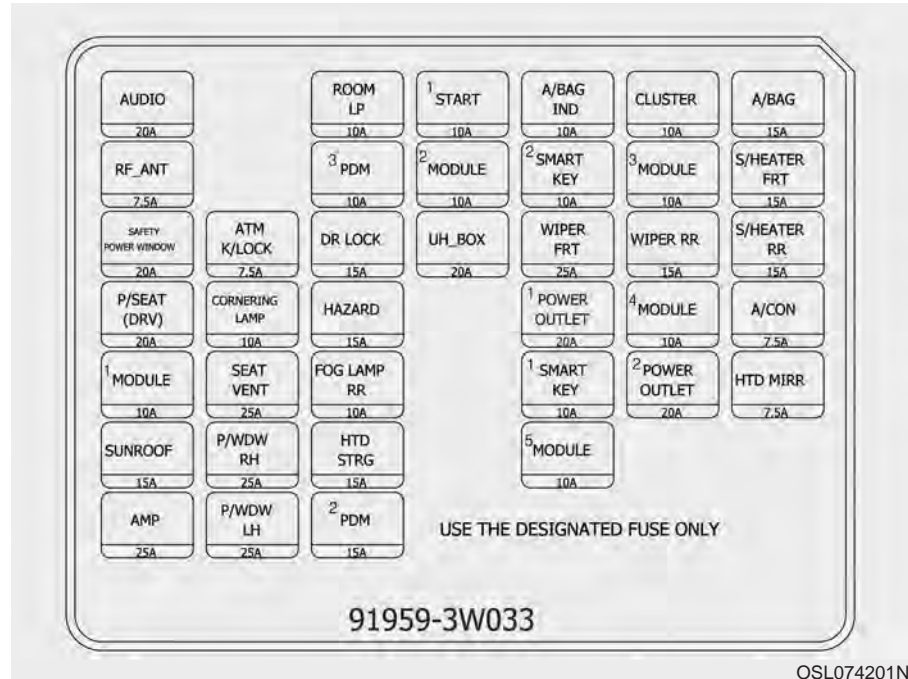 AUDIO
20A
ROOM
LP
10A
1 START
10A
A/BAG
IND
10A
CLUSTER
10A
A/BAG
15A
RF_ANT
7.5A
3 PDM
10A
2 MODULE
10A
2 SMART
KEY
10A
3 MODULE
10A
S/HEATER
FRT
15A
SAFETY
POWER WINDOW
20A
ATM
K/LOCK
7.5A
DR LOCK
15A
UH_BOX
20A
WIPER
FRT
25A
WIPER RR
15A
S/HEATER
RR
15A
P/SEAT
(DRV)
20A
CORNERING
LAMP
10A
HAZARD
15A
1 POWER
OUTLET
20A
4 MODULE
10A
A/CON
7.5A
1 MODULE
10A
SEAT
VENT
25A
FOG LAMP
RR
10A
1 SMART
KEY
10A
2 POWER
OUTLET
20A
HTD MIRR
7.5A
SUNROOF
15A
P/WDW
RH
25A
HTD
STRG
15A
5 MODULE
10A
AMP
25A
P/WDW
LH
25A
2 PDM
15A
USE THE DESIGNATED FUSE ONLY
91959-3W033
OSL074201N